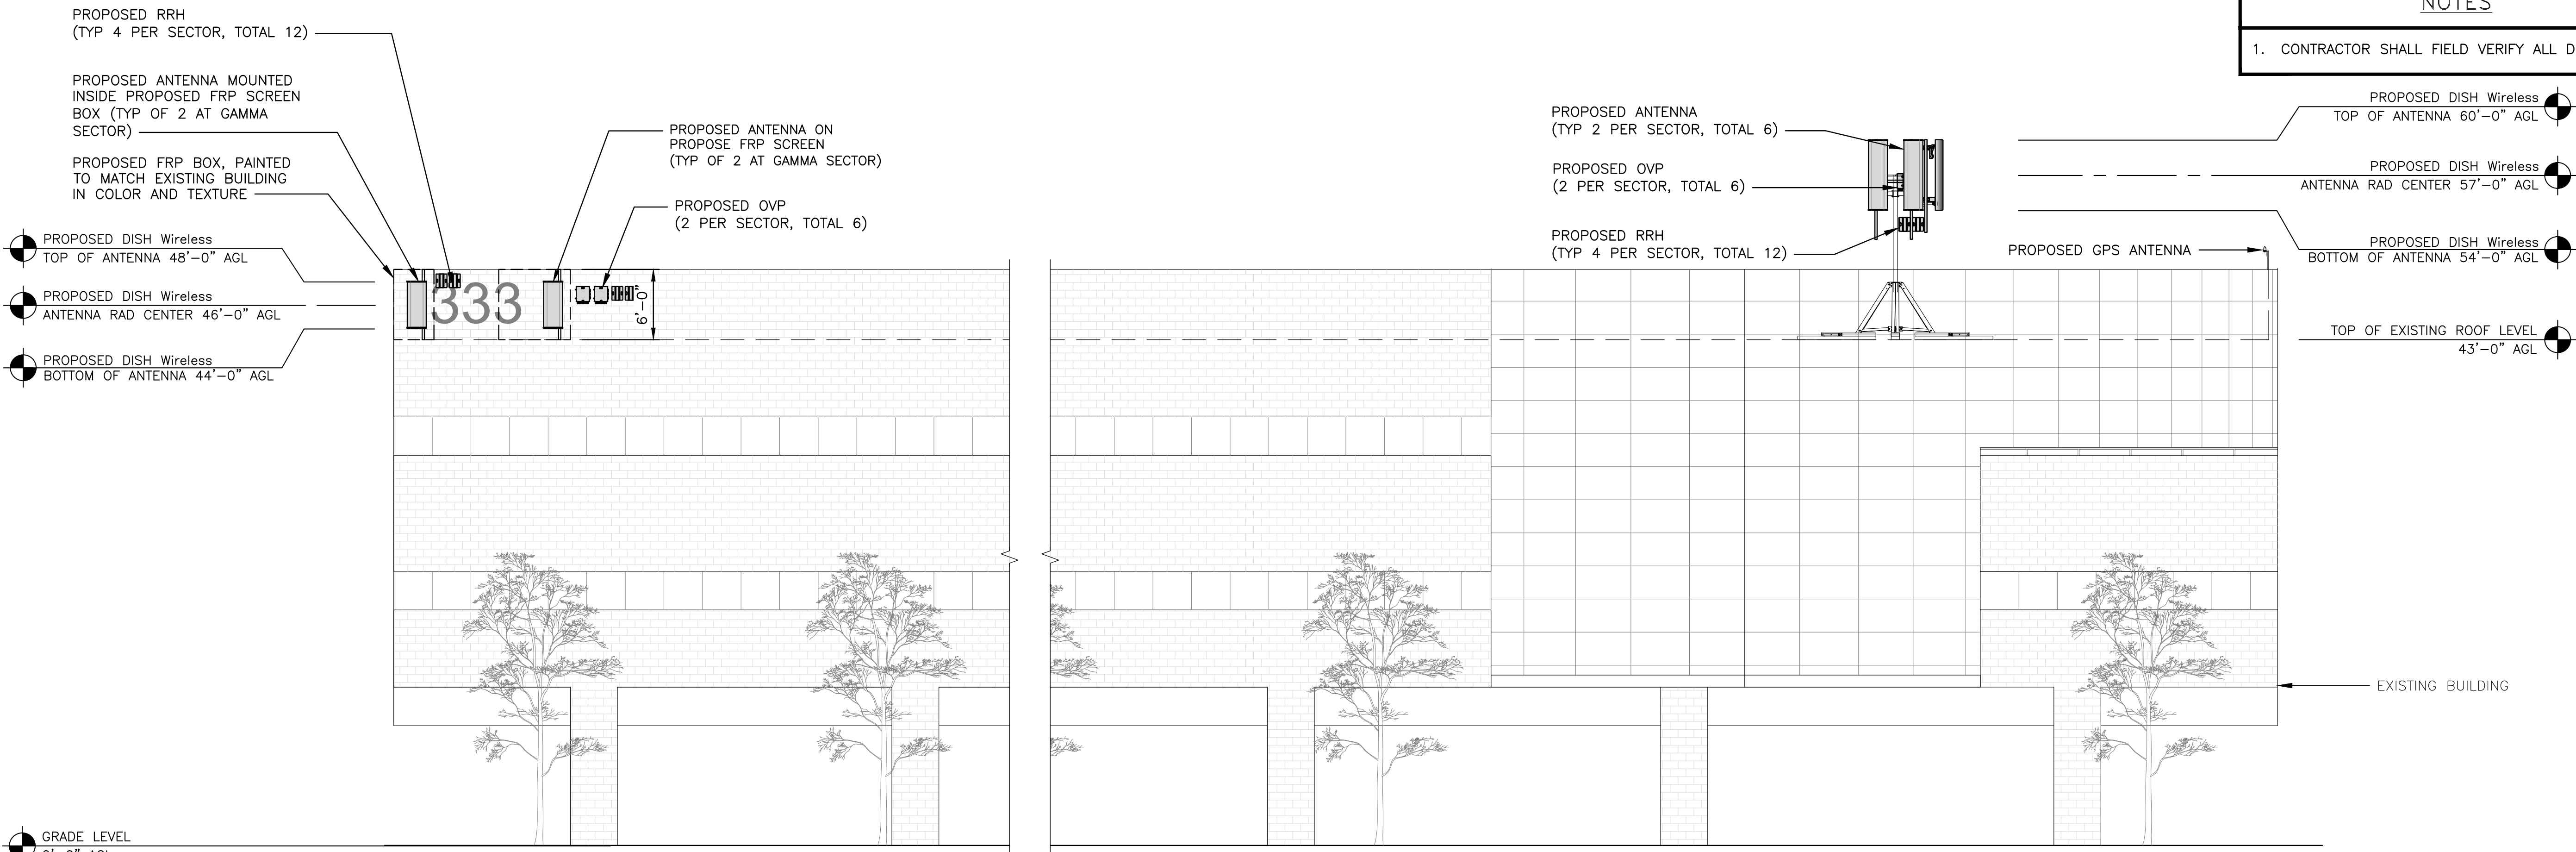 PROPOSED RRH
(TYP 4 PER SECTOR, TOTAL 12)
PROPOSED ANTENNA MOUNTED
INSIDE PROPOSED FRP SCREEN
BOX (TYP OF 2 AT GAMMA
SECTOR)
PROPOSED FRP BOX, PAINTED
TO MATCH EXISTING BUILDING
IN COLOR AND TEXTURE
PROPOSED DISH Wireless
TOP OF ANTENNA 48'-0" AGL
PROPOSED DISH Wireless
ANTENNA RAD CENTER 46'-0" AGL
PROPOSED DISH Wireless
BOTTOM OF ANTENNA 44'-0" AGL
PROPOSED ANTENNA ON
PROPOSE FRP SCREEN
(TYP OF 2 AT GAMMA SECTOR)
PROPOSED OVP
(2 PER SECTOR, TOTAL 6)
333
6'-0"
PROPOSED ANTENNA
(TYP 2 PER SECTOR, TOTAL 6)
PROPOSED OVP
(2 PER SECTOR, TOTAL 6)
PROPOSED RRH
(TYP 4 PER SECTOR, TOTAL 12)
NOTES
1. CONTRACTOR SHALL FIELD VERIFY ALL D
PROPOSED DISH Wireless
TOP OF ANTENNA 60'-0" AGL
PROPOSED DISH Wireless
ANTENNA RAD CENTER 57'-0" AGL
PROPOSED DISH Wireless
BOTTOM OF ANTENNA 54'-0" AGL
PROPOSED GPS ANTENNA
TOP OF EXISTING ROOF LEVEL
43'-0" AGL
EXISTING BUILDING
GRADE LEVEL